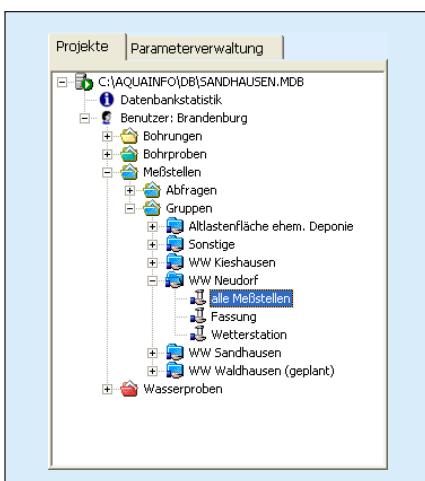 Projekte Parameterverwaltung
C:\AQUAINFO\DB\SANDHAUSEN.MDB
Datenbankstatistik
Benutzer: Brandenburg
Bohrungen
Bohrproben
Meßstellen
Abfragen
Gruppen
Altlastenfläche ehem. Deponie
Sonstige
WW Kieshausen
WW Neudorf
alle Meßstellen
Fassung
Wetterstation
WW Sandhausen
WW Waldhausen (geplant)
Wasserproben